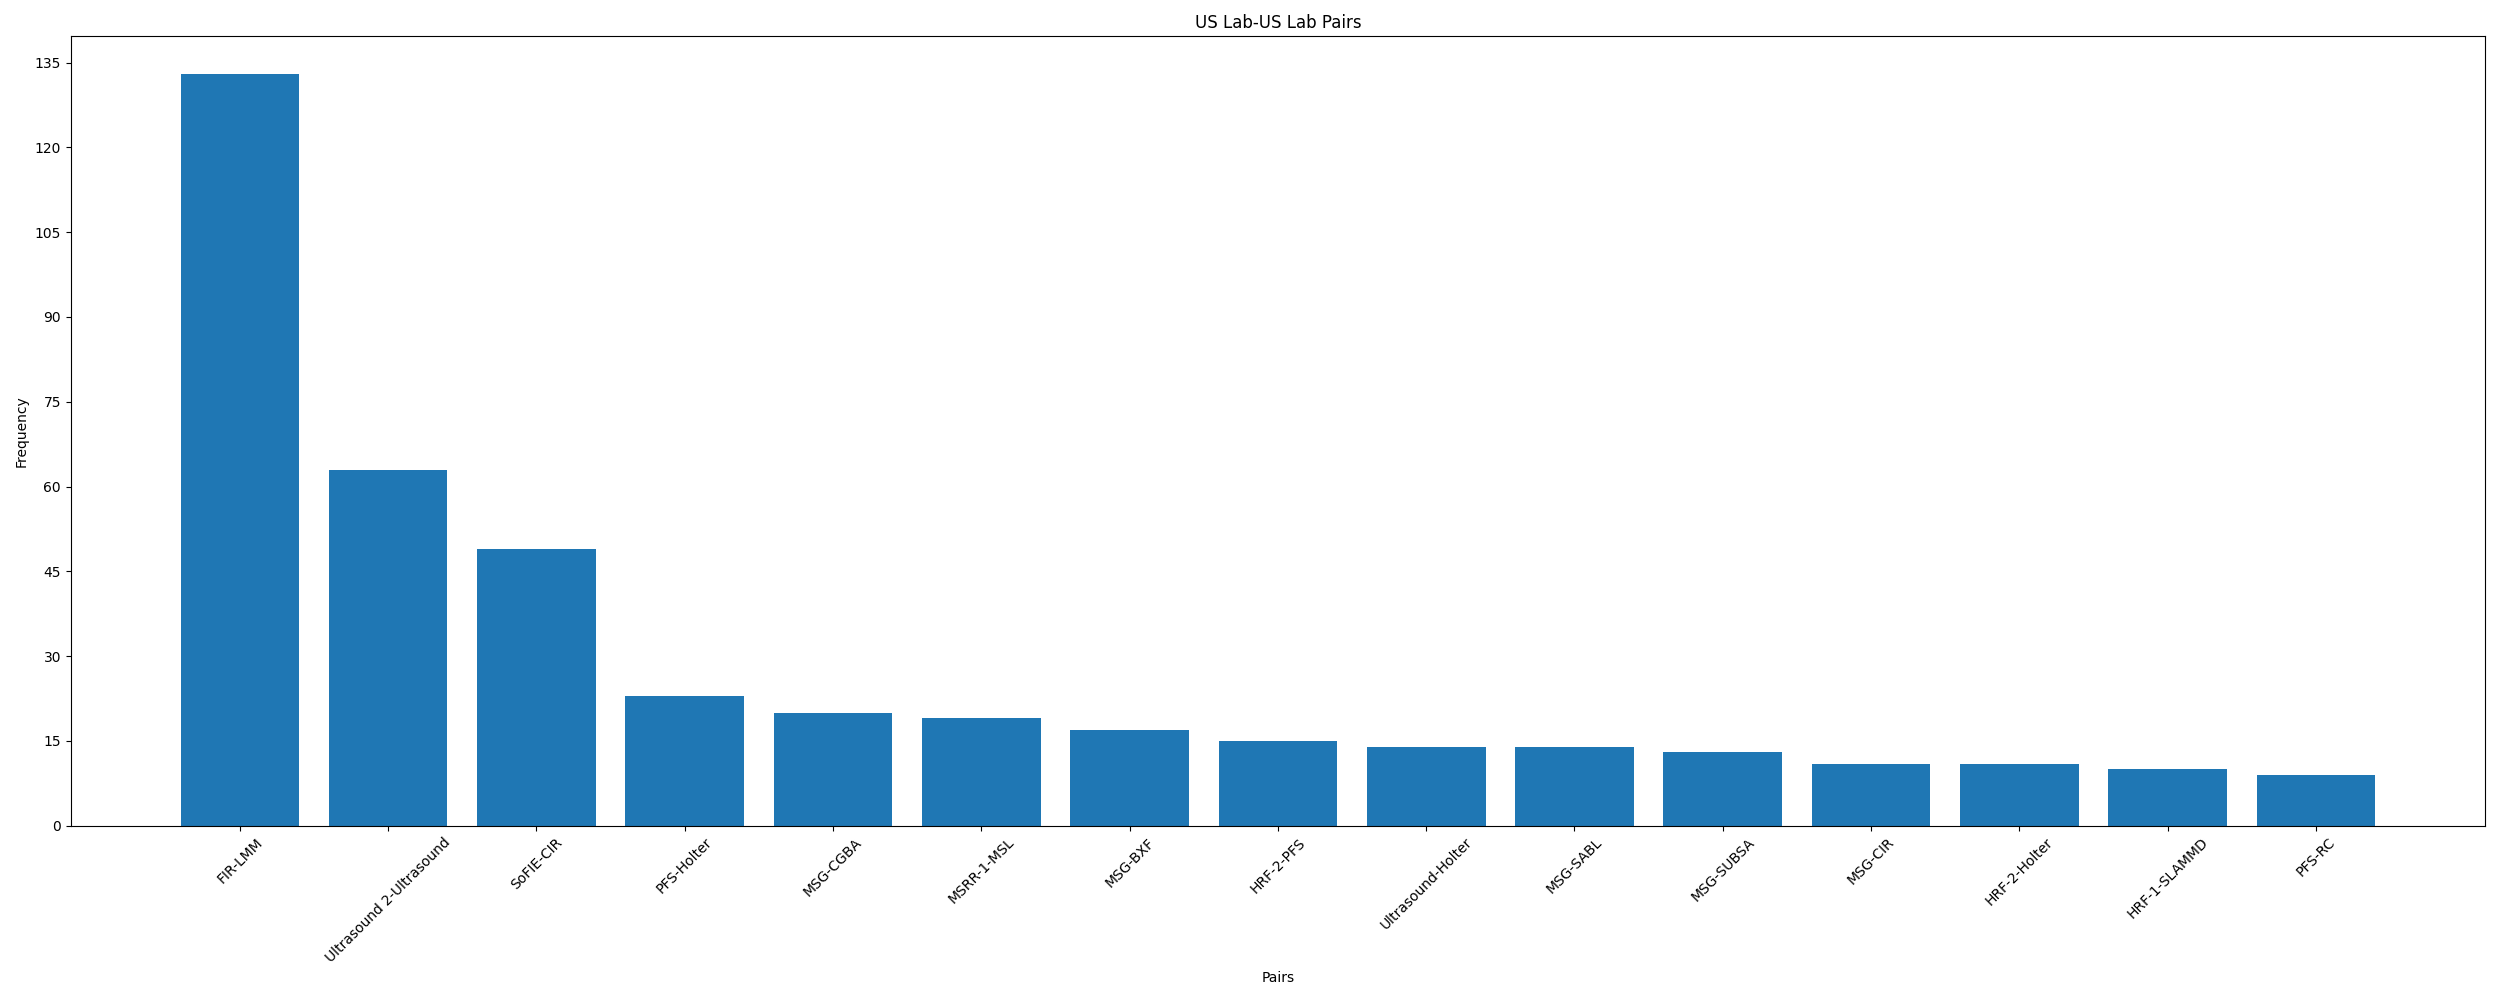 US Lab-US Lab Pairs
Frequency
135
120
105
90
75
60
45
30
15
0
FIR-LMM
Ultrasound 2-Ultrasound
SoFIE-CIR
PFS-Holter
MSG-CGBA
MSRR-1-MSL
MSG-BXF
HRF-2-PFS
Ultrasound-Holter
MSG-SABL
MSG-SUBSA
MSG-CIR
HRF-2-Holter
HRF-1-SLAMMD
PFS-RC
Pairs